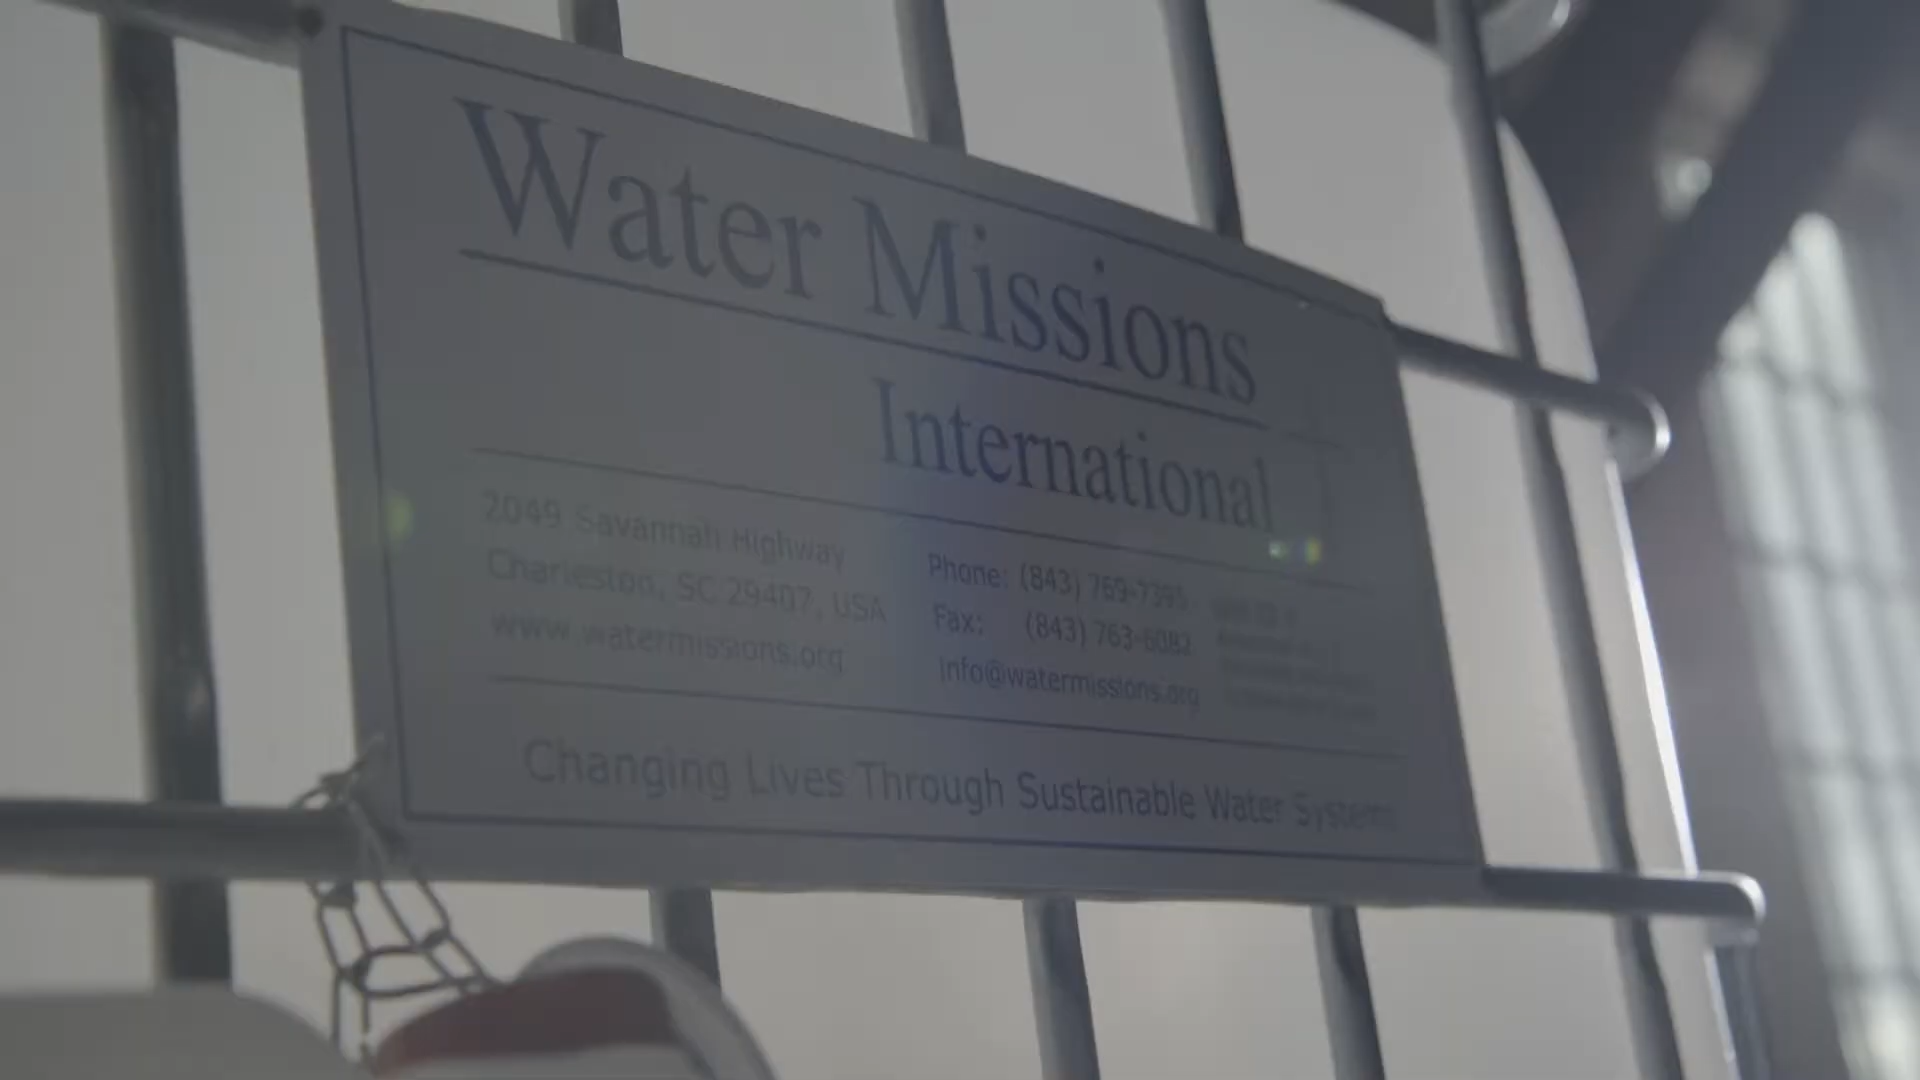 Water Missions
International
2049 Savannah Highway
Charleston, SC 29407, USA
www.watermissions.org
Phone: (843) 769-7395
Fax: (843) 763-6082
info@watermissions.org
Changing Lives Through Sustainable Water Systems